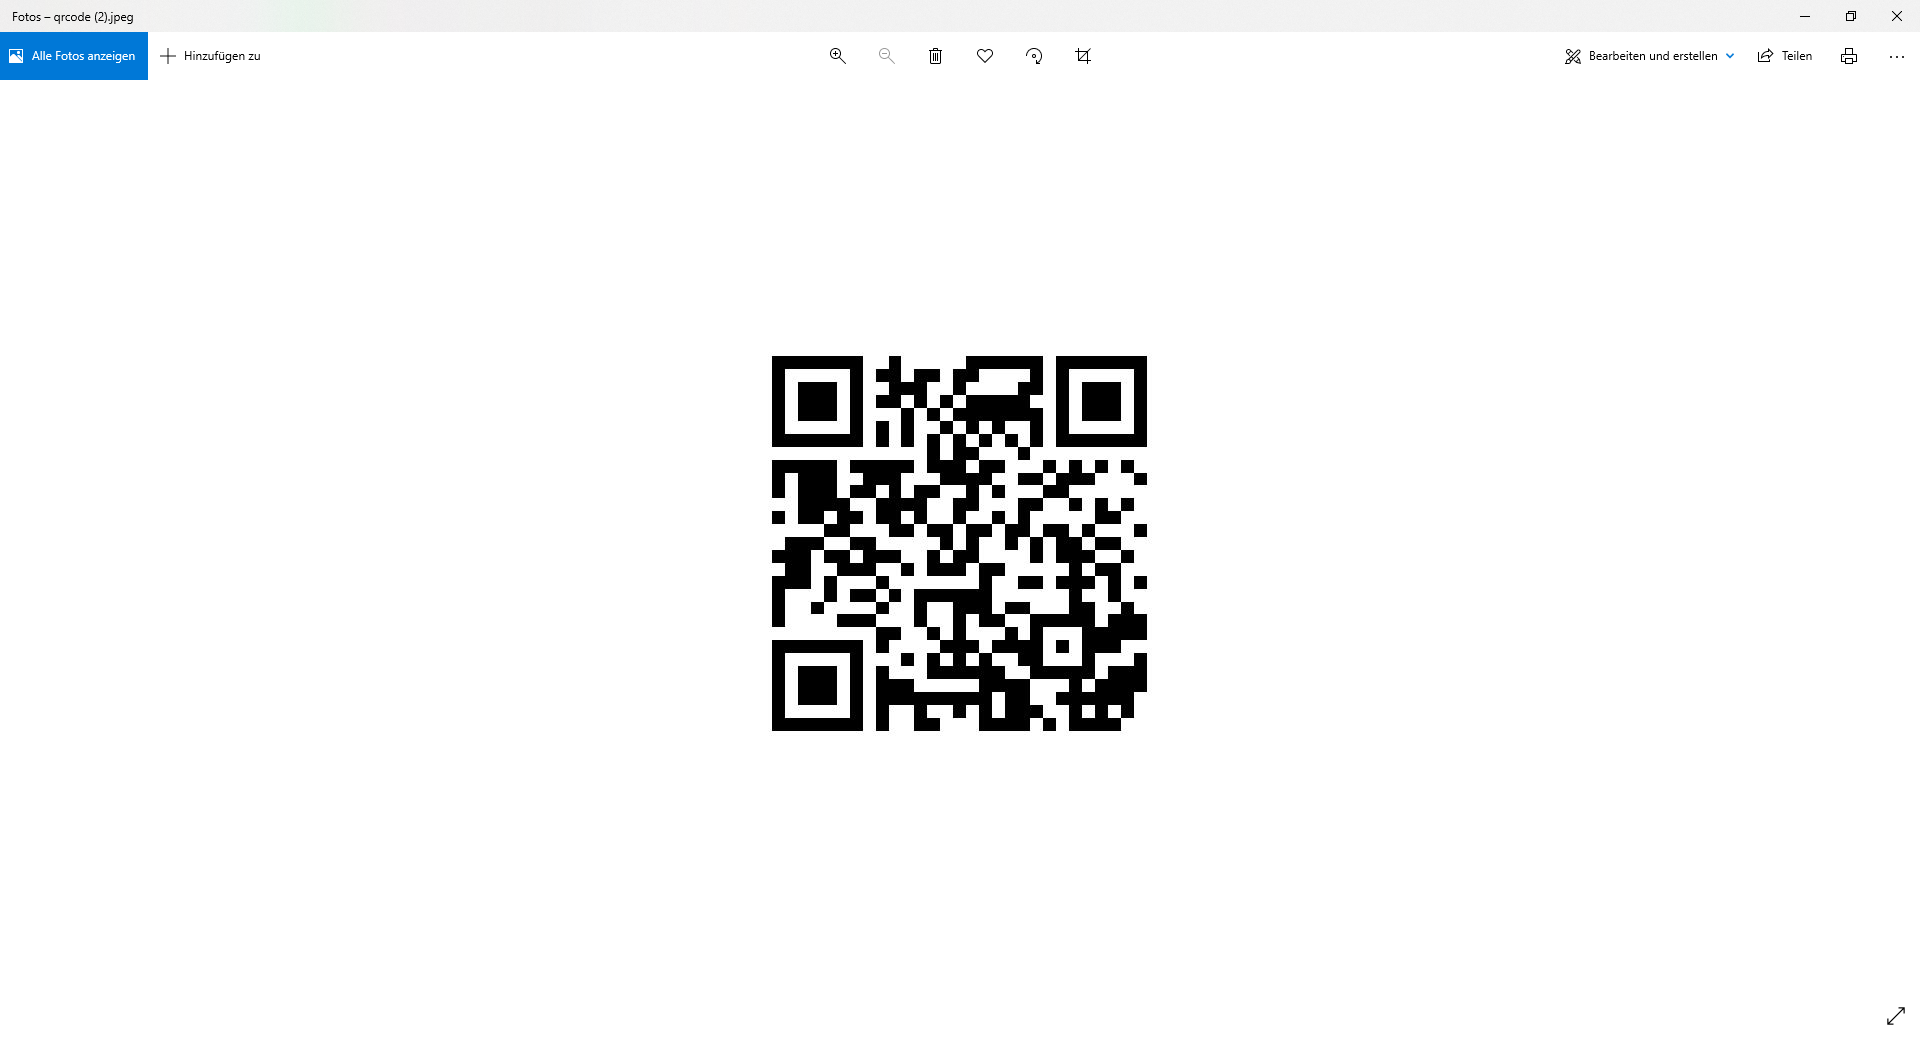 Fotos – qrcode (2).jpeg
Alle Fotos anzeigen
Hinzufügen zu
Bearbeiten und erstellen
Teilen